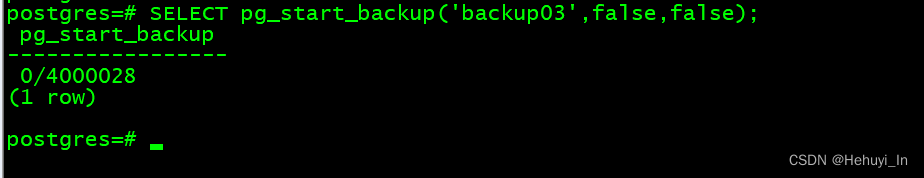 postgres=# SELECT pg_start_backup('backup03',false,false);
 pg_start_backup
-----------------
 0/4000028
(1 row)
postgres=#
CSDN @Hehuyi_In